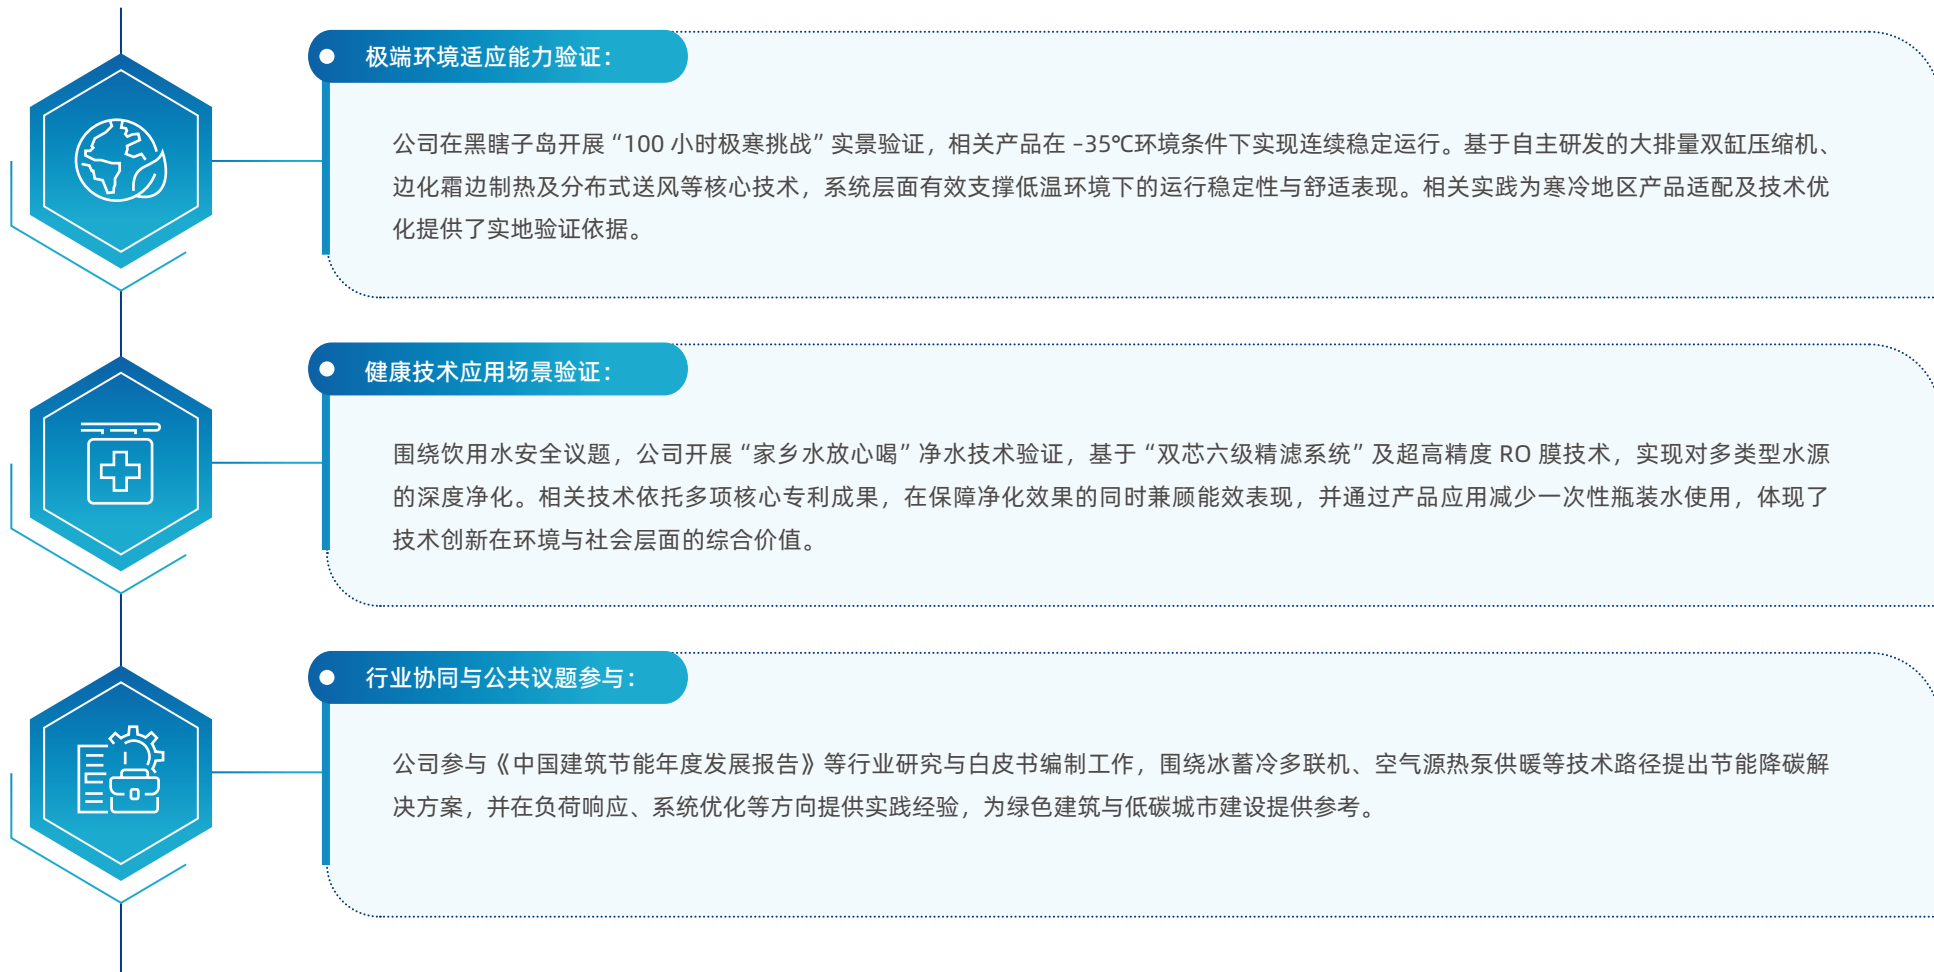 极端环境适应能力验证：
公司在黑瞎子岛开展“100 小时极寒挑战”实景验证，相关产品在 -35℃环境条件下实现连续稳定运行。基于自主研发的大排量双缸压缩机、
边化霜边制热及分布式送风等核心技术，系统层面有效支撑低温环境下的运行稳定性与舒适表现。相关实践为寒冷地区产品适配及技术优
化提供了实地验证依据。
健康技术应用场景验证：
围绕饮用水安全议题，公司开展“家乡水放心喝”净水技术验证，基于“双芯六级精滤系统”及超高精度 RO 膜技术，实现对多类型水源
的深度净化。相关技术依托多项核心专利成果，在保障净化效果的同时兼顾能效表现，并通过产品应用减少一次性瓶装水使用，体现了
技术创新在环境与社会层面的综合价值。
行业协同与公共议题参与：
公司参与《中国建筑节能年度发展报告》等行业研究与白皮书编制工作，围绕冰蓄冷多联机、空气源热泵供暖等技术路径提出节能降碳解
决方案，并在负荷响应、系统优化等方向提供实践经验，为绿色建筑与低碳城市建设提供参考。